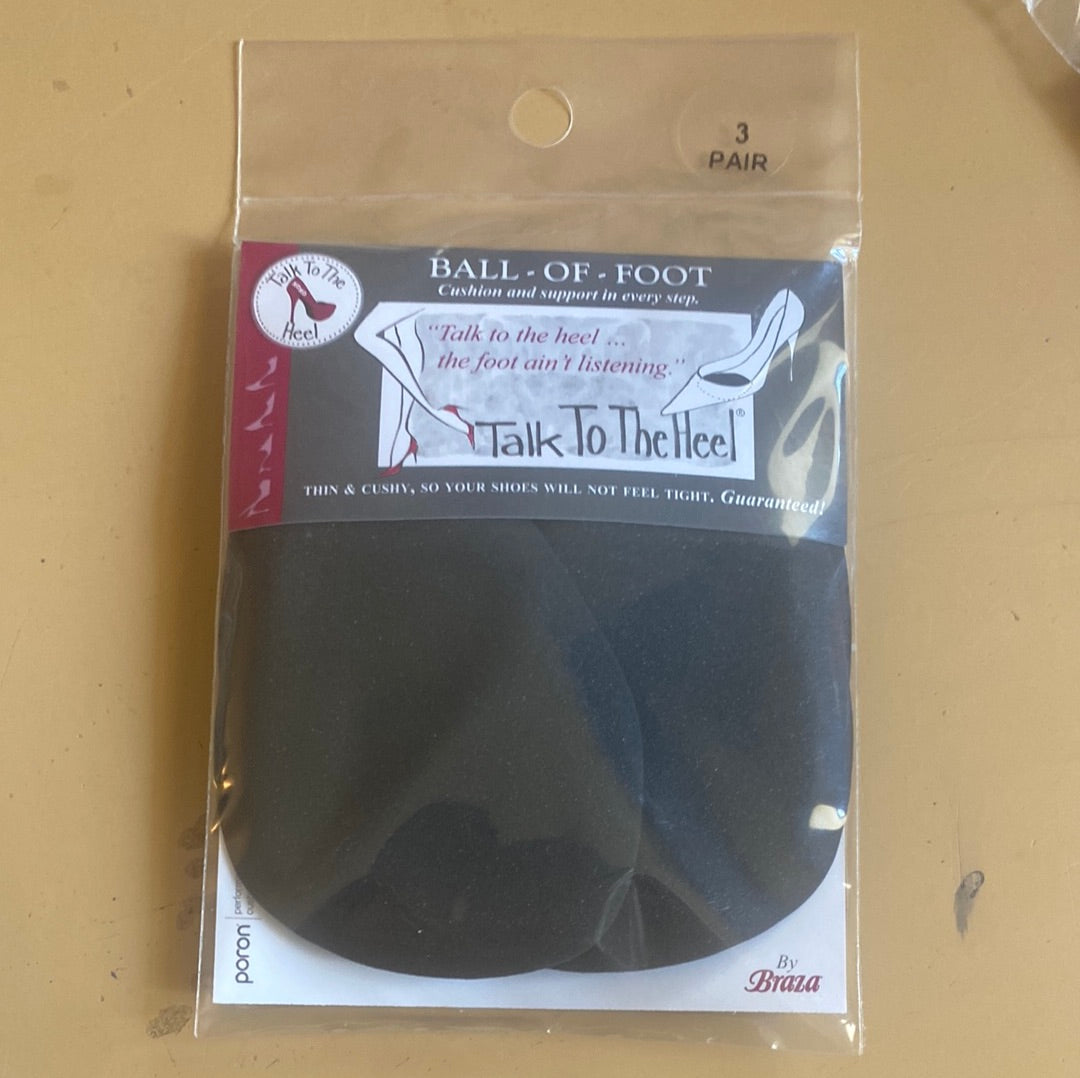 3
PAIR
Talk To The
Heel
BALL - OF - FOOT
Cushion and support in every step.
"Talk to the heel ...
the foot ain't listening."
Talk To The Heel®
THIN & CUSHY, SO YOUR SHOES WILL NOT FEEL TIGHT, Guaranteed!
poron
By
Braza